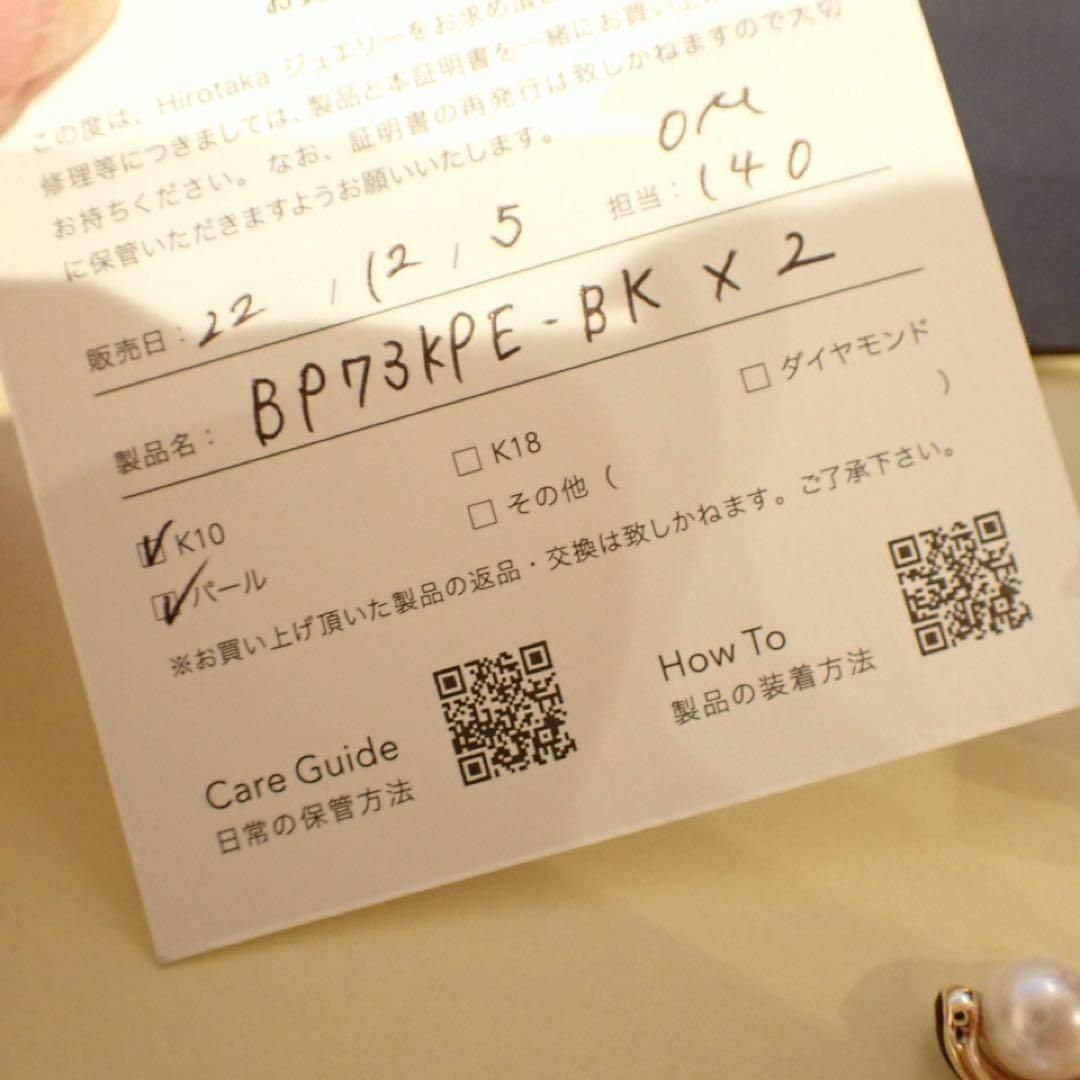 この度は、Hirotaka ジュエリーをお求め頂き
修理等につきましては、製品と本証明書を一緒にお買い上げ
お持ちください。なお、証明書の再発行は致しかねますので大切
に保管いただきますようお願いいたします。
OM
販売日：22 / 12 / 5 担当：140
製品名：BP73KPE-BK x 2
K10 □ K18 □ ダイヤモンド
パール □ その他 ( )
※お買い上げ頂いた製品の返品・交換は致しかねます。ご了承下さい。
Care Guide
日常の保管方法
How To
製品の装着方法